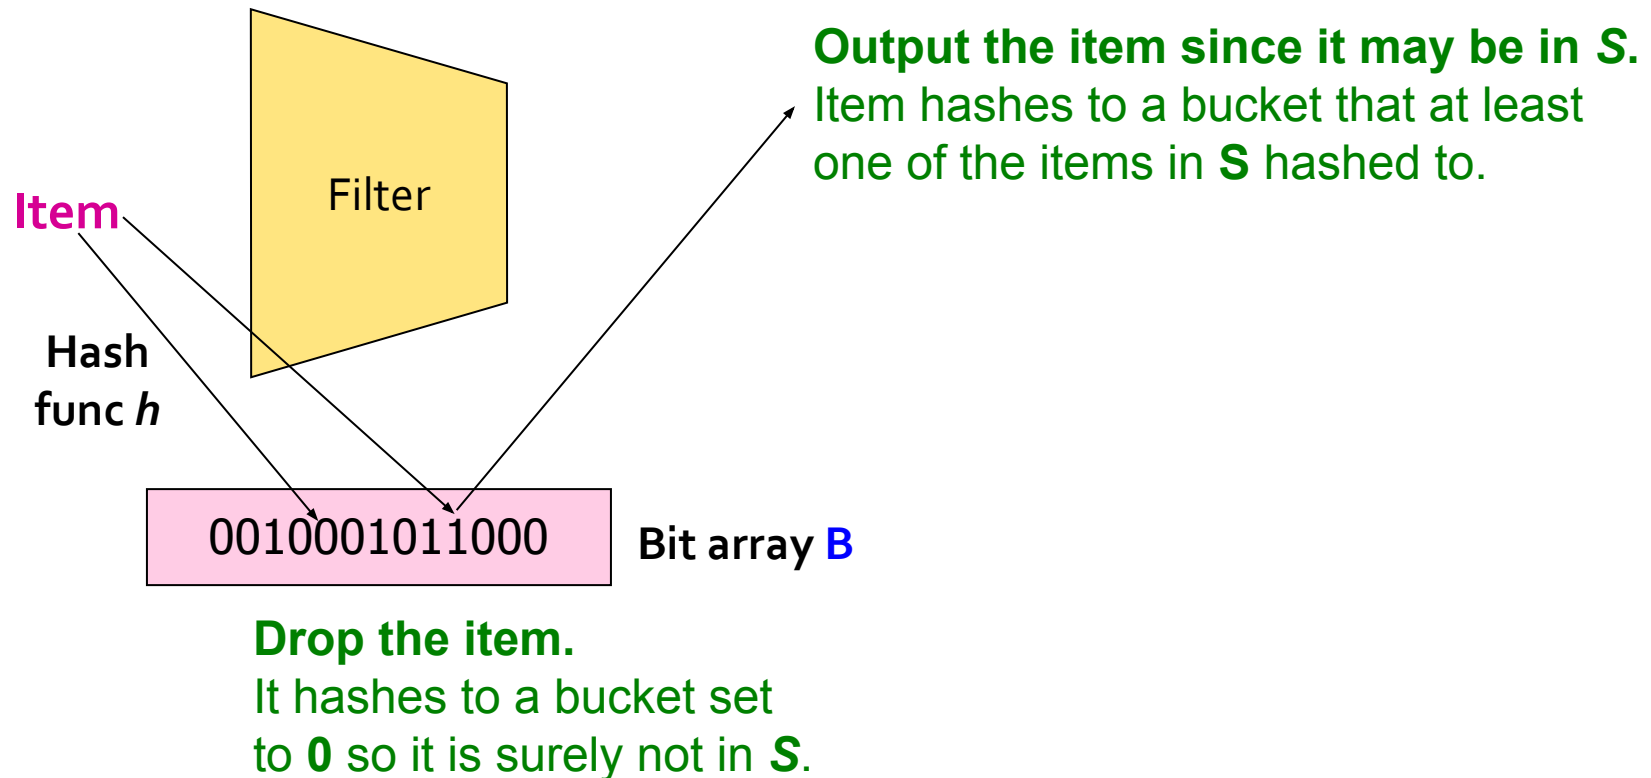 Output the item since it may be in S.
Item hashes to a bucket that at least
one of the items in S hashed to.
Filter
Item
Hash
func h
0010001011000
Bit array B
Drop the item.
It hashes to a bucket set
to 0 so it is surely not in S.